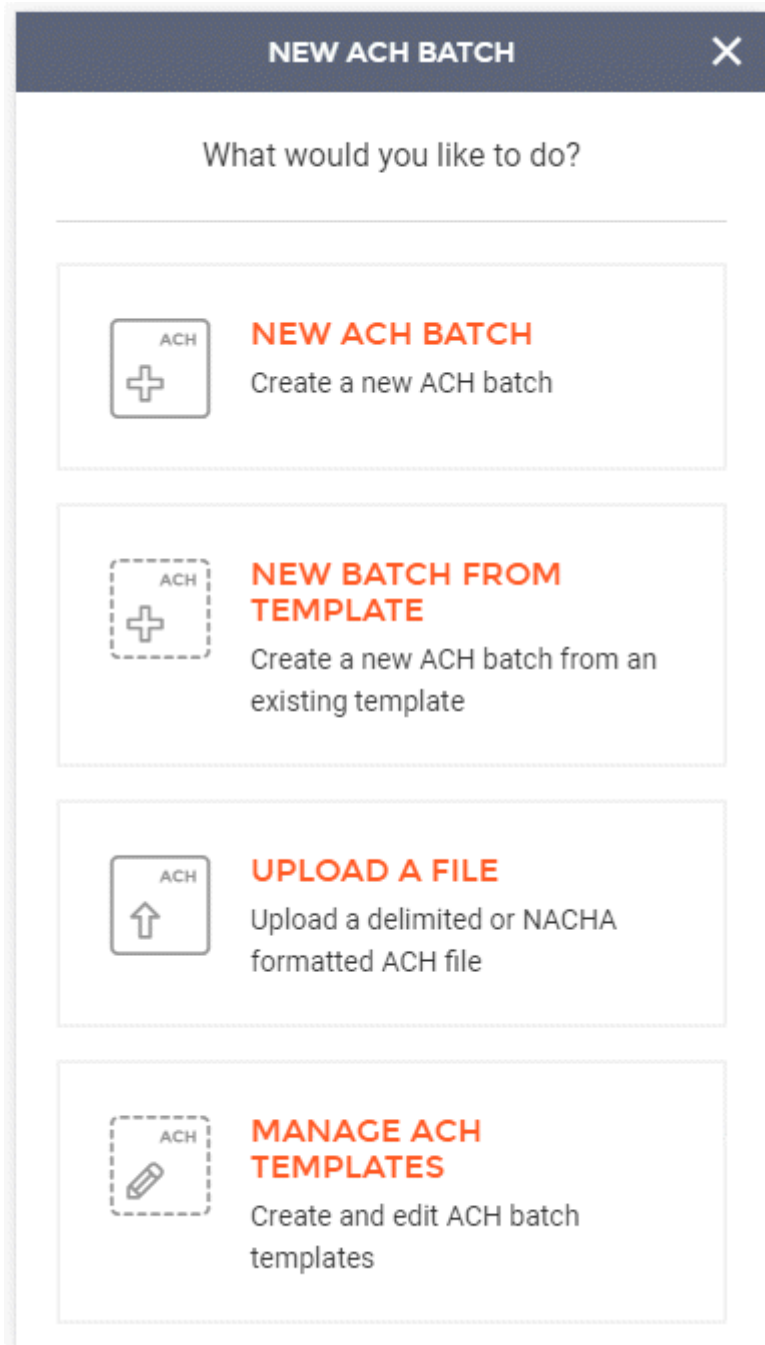 NEW ACH BATCH
What would you like to do?
ACH
NEW ACH BATCH
Create a new ACH batch
ACH
NEW BATCH FROM
TEMPLATE
Create a new ACH batch from an
existing template
ACH
UPLOAD A FILE
Upload a delimited or NACHA
formatted ACH file
ACH
MANAGE ACH
TEMPLATES
Create and edit ACH batch
templates